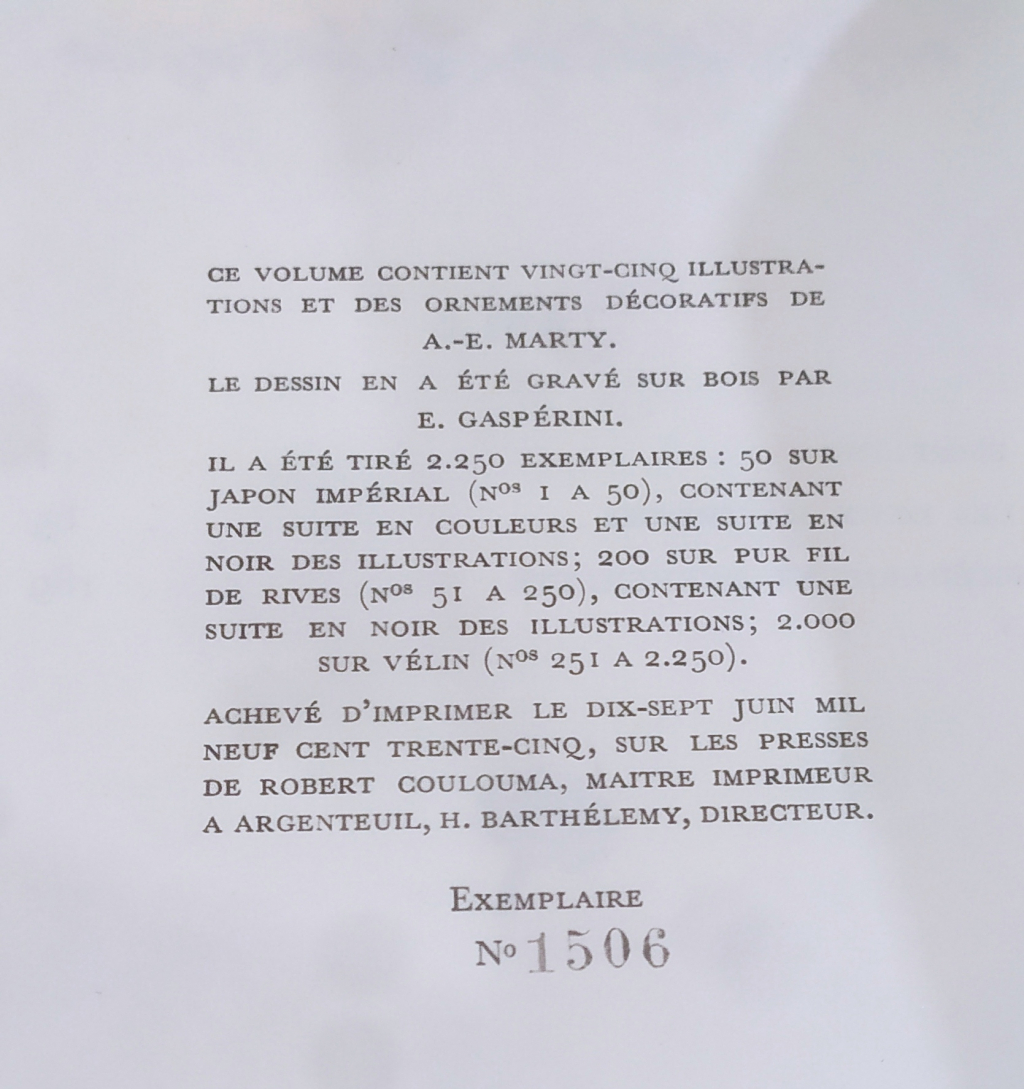 CE VOLUME CONTIENT VINGT-CINQ ILLUSTRA-
TIONS ET DES ORNEMENTS DÉCORATIFS DE
A.-E. MARTY.
LE DESSIN EN A ÉTÉ GRAVÉ SUR BOIS PAR
E. GASPÉRINI.
IL A ÉTÉ TIRÉ 2.250 EXEMPLAIRES : 50 SUR
JAPON IMPÉRIAL (Nos 1 A 50), CONTENANT
UNE SUITE EN COULEURS ET UNE SUITE EN
NOIR DES ILLUSTRATIONS; 200 SUR PUR FIL
DE RIVES (Nos 51 A 250), CONTENANT UNE
SUITE EN NOIR DES ILLUSTRATIONS; 2.000
SUR VÉLIN (Nos 251 A 2.250).
ACHEVÉ D'IMPRIMER LE DIX-SEPT JUIN MIL
NEUF CENT TRENTE-CINQ, SUR LES PRESSES
DE ROBERT COULOUMA, MAITRE IMPRIMEUR
A ARGENTEUIL, H. BARTHÉLEMY, DIRECTEUR.
EXEMPLAIRE
No 1506